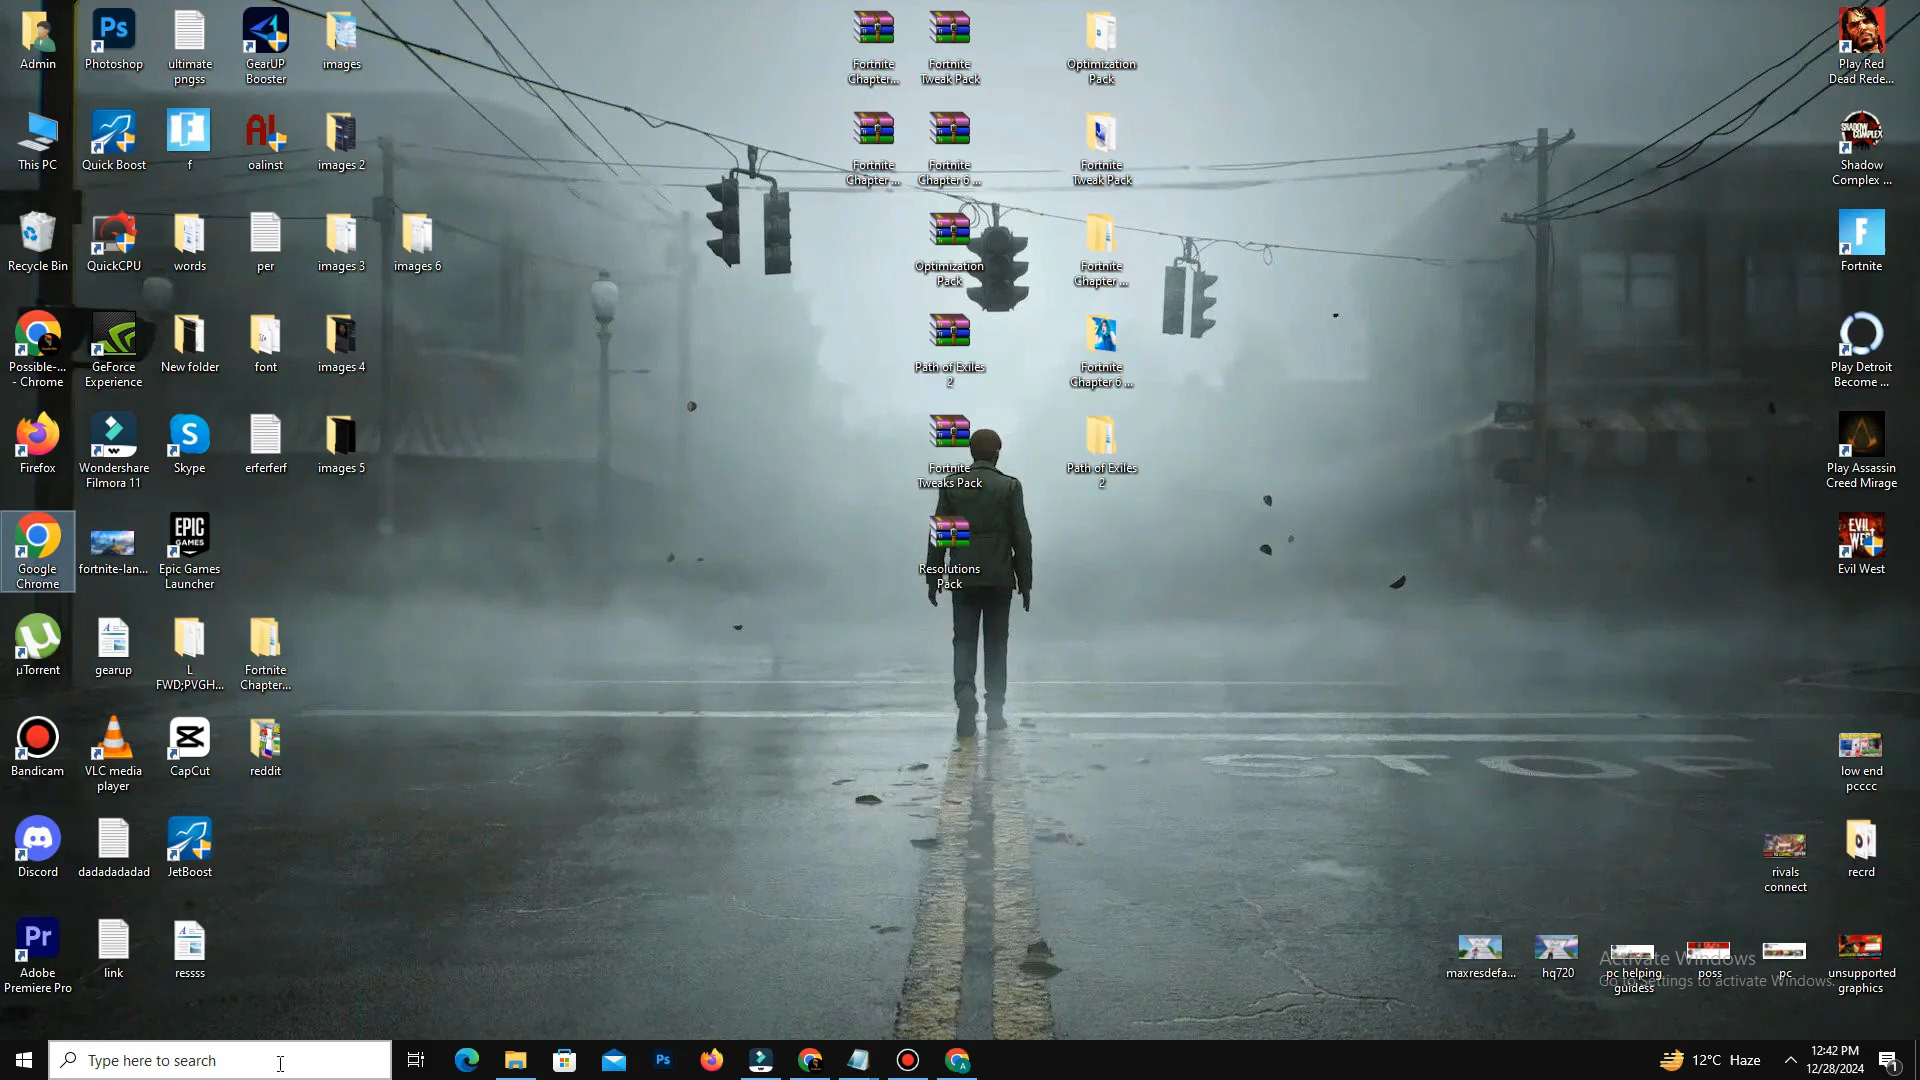 Admin
Photoshop
ultimate
pngss
GearUP
Booster
images
Fortnite
Chapter...
Fortnite
Tweak Pack
Optimization
Pack
Play Red
Dead Rede...
This PC
Quick Boost
f
oalinst
images 2
Fortnite
Chapter ...
Fortnite
Chapter 6 ...
Fortnite
Tweak Pack
Shadow
Complex ...
Recycle Bin
QuickCPU
words
per
images 3
images 6
Optimization
Pack
Fortnite
Chapter ...
Fortnite
Possible-...
- Chrome
GeForce
Experience
New folder
font
images 4
Path of Exiles
2
Fortnite
Chapter 6 ...
Play Detroit
Become ...
Firefox
Wondershare
Filmora 11
Skype
erferferf
images 5
Fortnite
Tweaks Pack
Path of Exiles
2
Play Assassin
Creed Mirage
Google
Chrome
fortnite-lan...
EPIC
GAMES
Epic Games
Launcher
Resolutions
Pack
EVIL
WEST
Evil West
µTorrent
gearup
L
FWD;PVGH...
Fortnite
Chapter...
Bandicam
VLC media
player
CapCut
reddit
STOP
low end
pcccc
Discord
dadadadadad
JetBoost
rivals
connect
recrd
Adobe
Premiere Pro
link
ressss
maxresdefa...
hq720
pc helping
guidess
poss
pc
unsupported
graphics
Activate Windows
Go to Settings to activate Windows.
Type here to search
12°C Haze
12:42 PM
12/28/2024
1